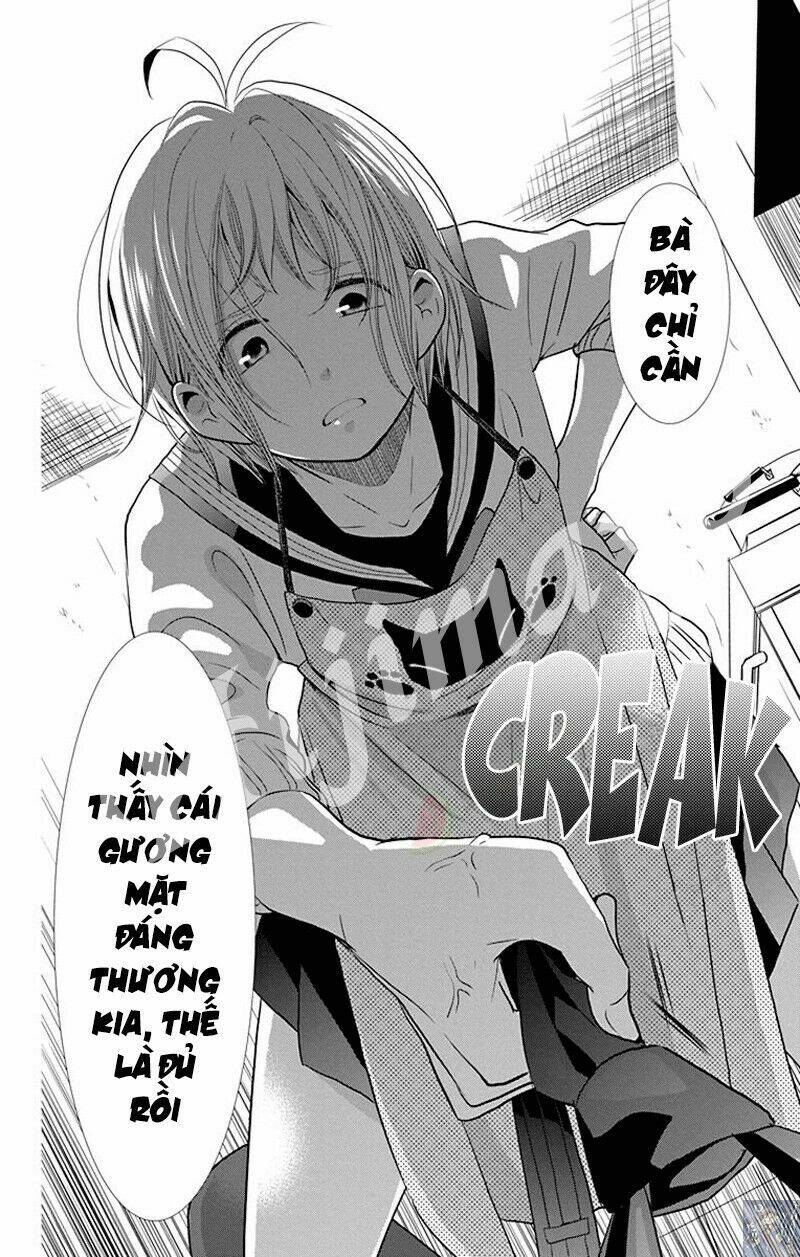 BÀ
ĐÂY
CHỈ
CẦN
CREAK
NHÌN
THẤY CÁI
GƯƠNG
MẶT
ĐÁNG
THƯƠNG
KIA, THẾ
LÀ ĐỦ
RỒI